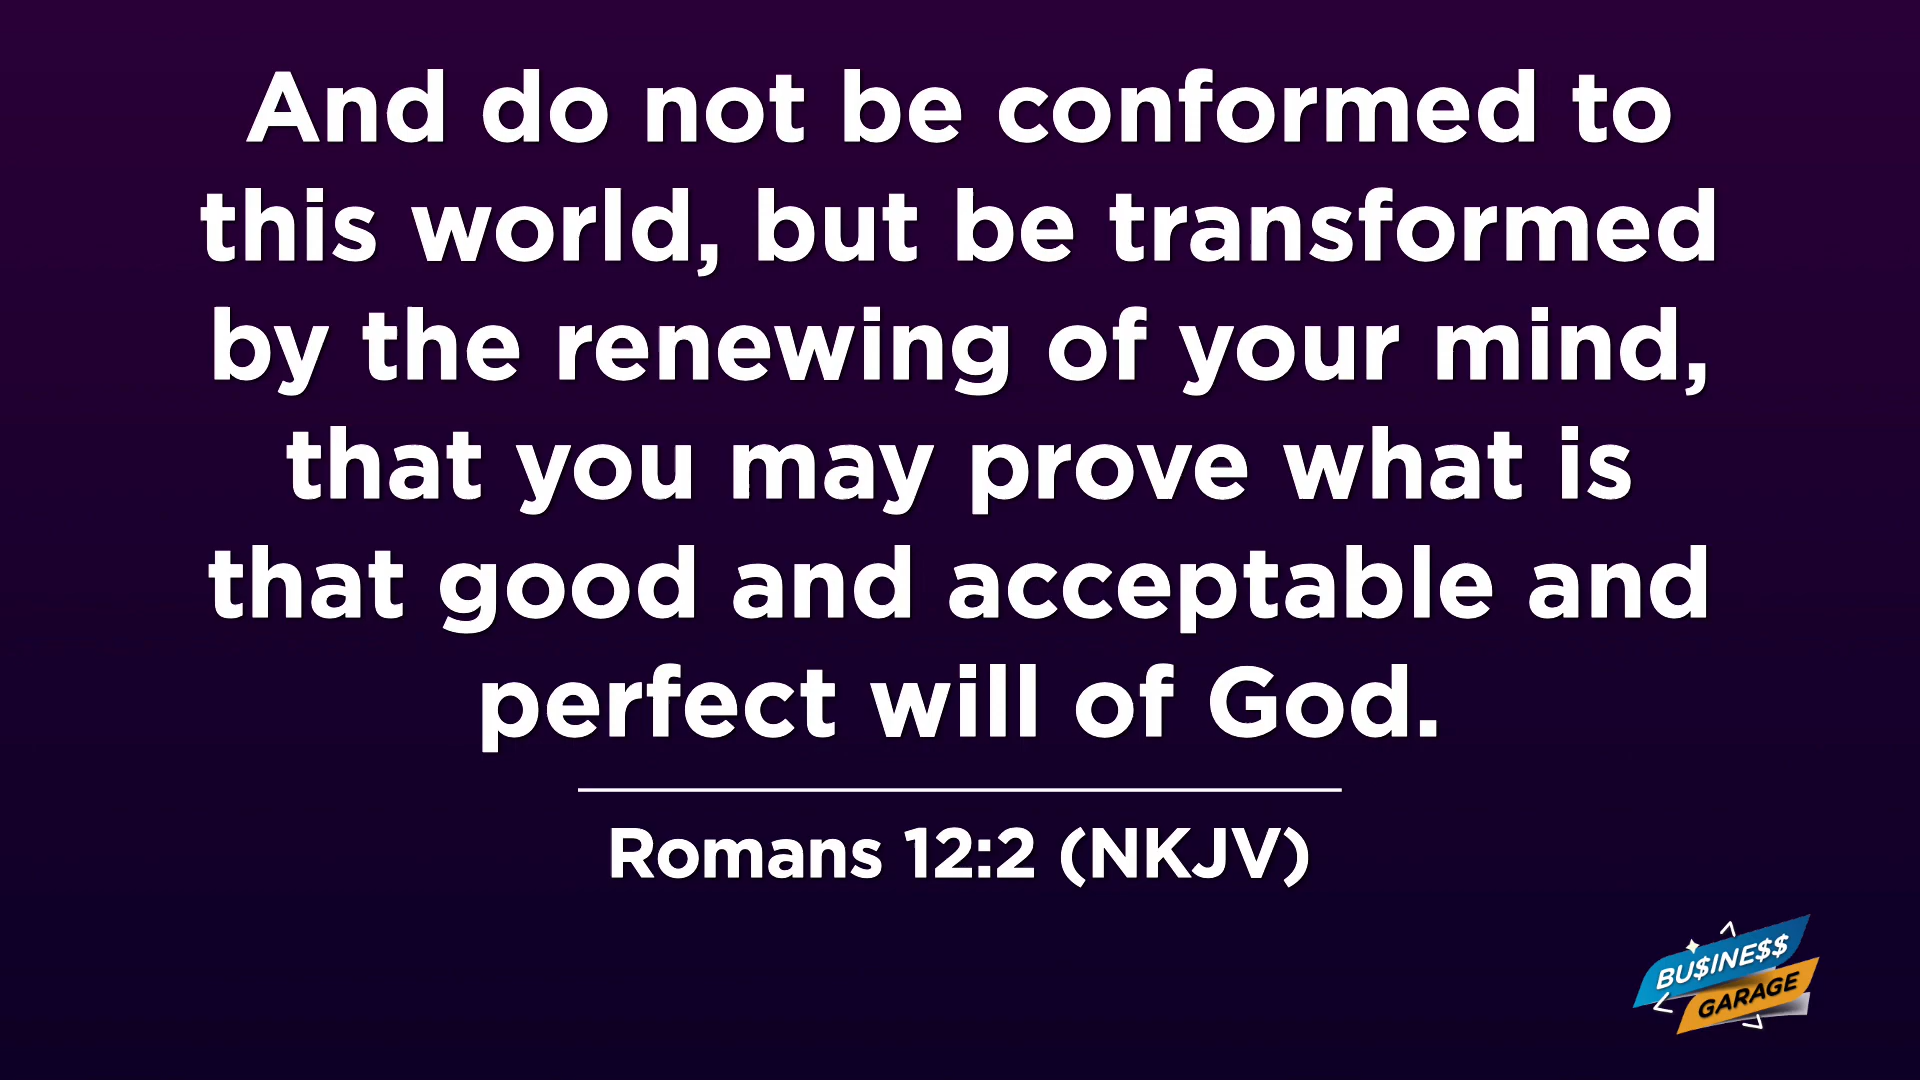 And do not be conformed to
this world, but be transformed
by the renewing of your mind,
that you may prove what is
that good and acceptable and
perfect will of God.
Romans 12:2 (NKJV)
BU$INE$$
GARAGE